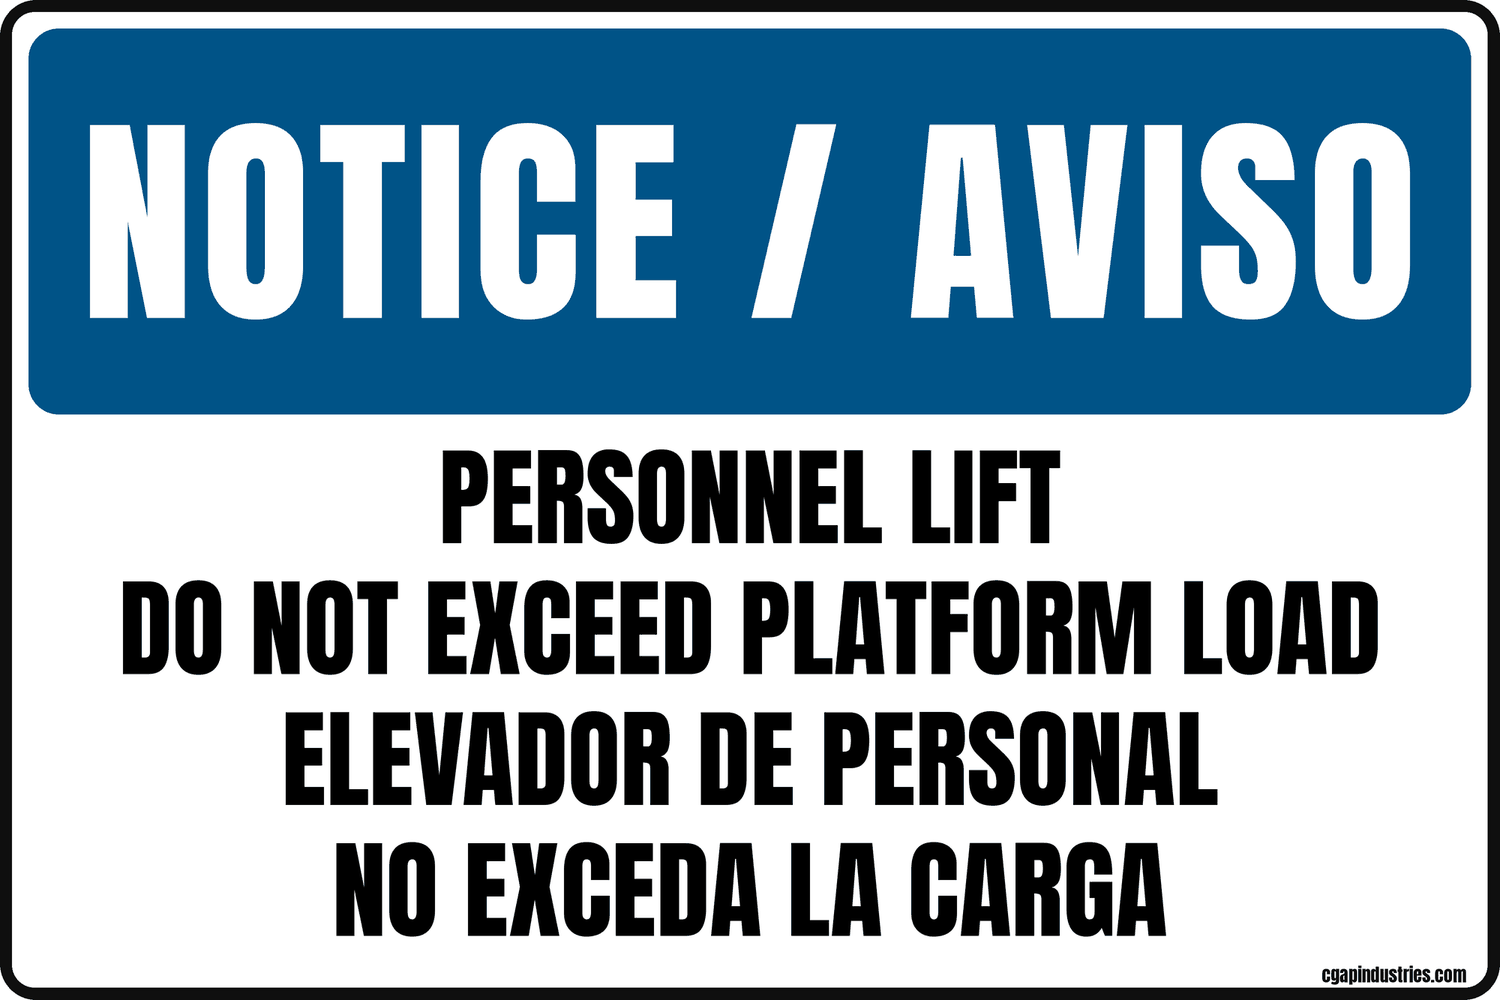 NOTICE / AVISO
PERSONNEL LIFT
DO NOT EXCEED PLATFORM LOAD
ELEVADOR DE PERSONAL
NO EXCEDA LA CARGA
cgapindustries.com